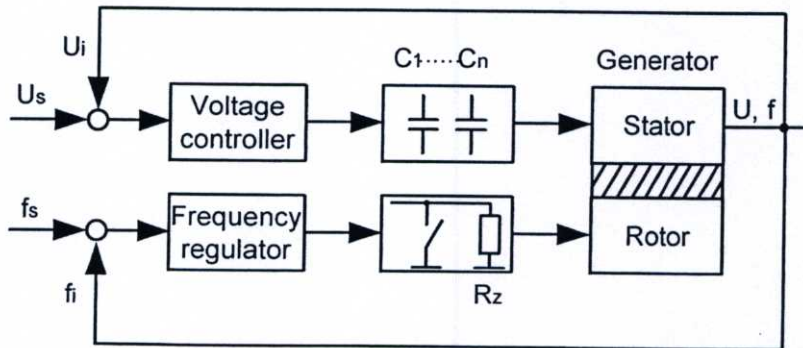 Ui
C1.....Cn
Generator
Us
Voltage
controller
Stator
U, f
fs
Frequency
regulator
Rotor
fi
Rz